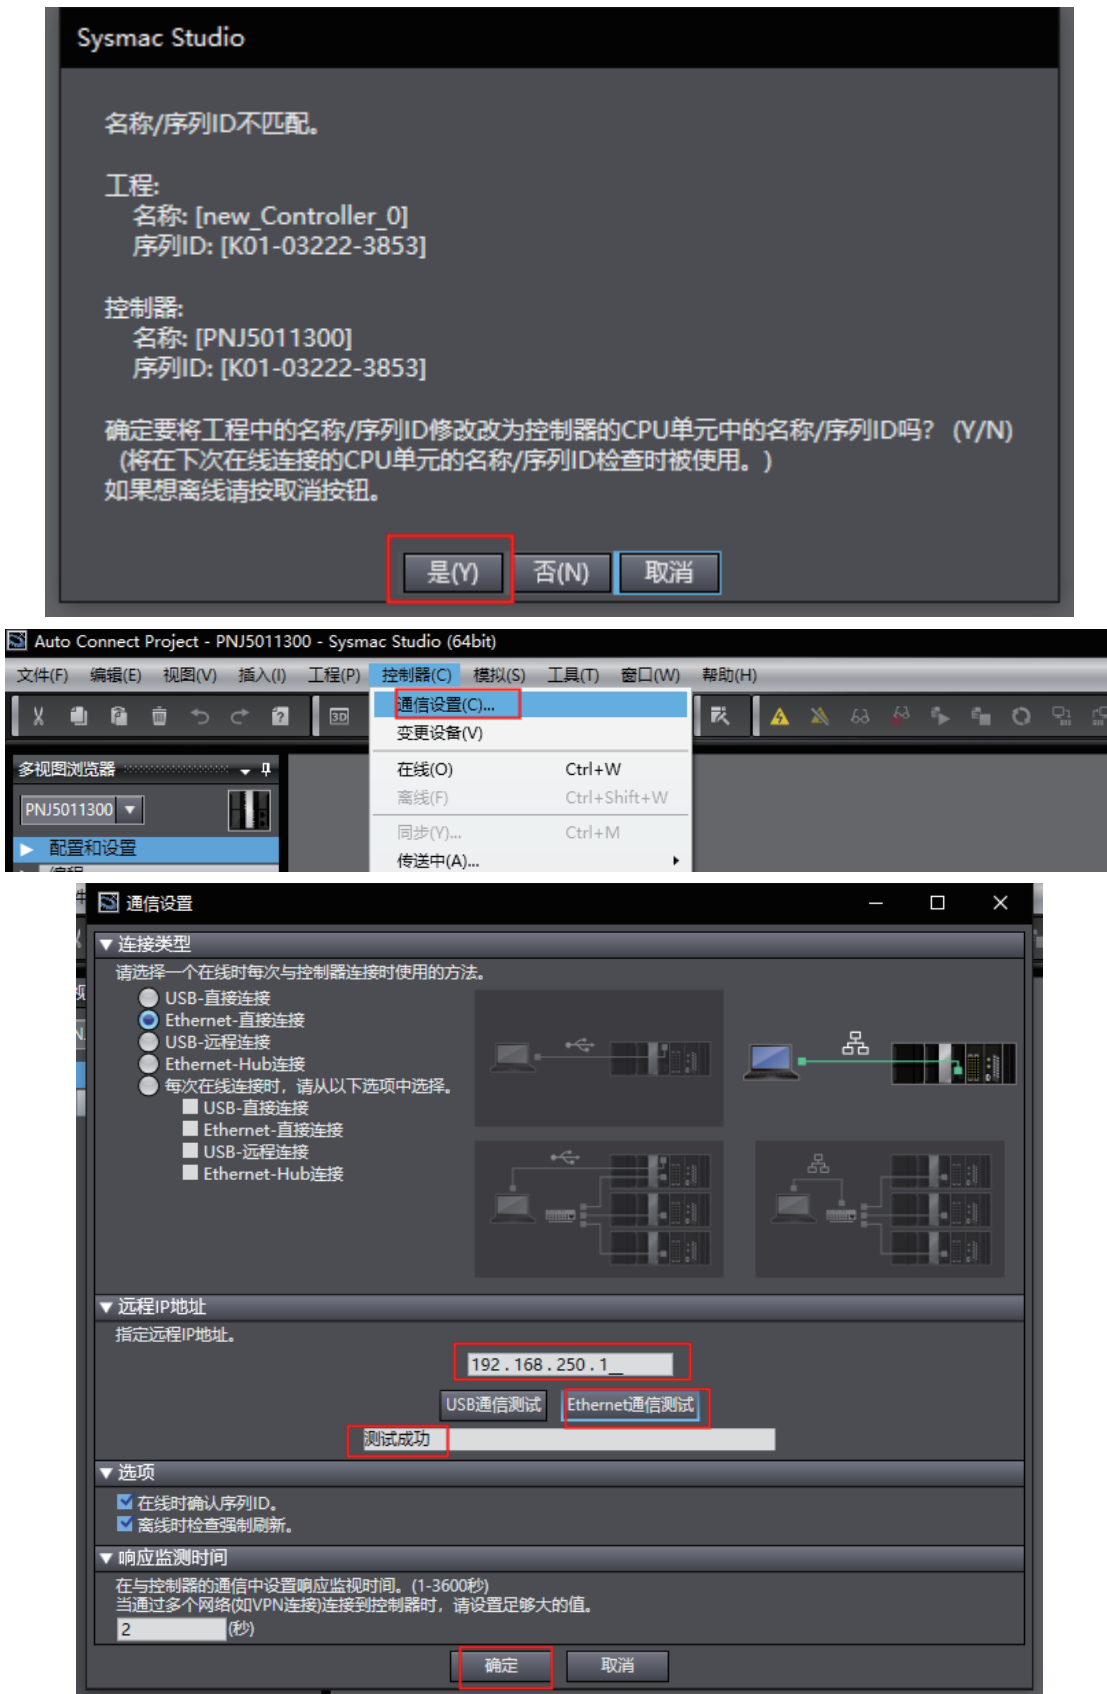 Sysmac Studio
名称/序列ID不匹配。
工程:
名称: [new_Controller_0]
序列ID: [K01-03222-3853]
控制器:
名称: [PNJ5011300]
序列ID: [K01-03222-3853]
确定要将工程中的名称/序列ID修改改为控制器的CPU单元中的名称/序列ID吗? (Y/N)
(将在下次在线连接的CPU单元的名称/序列ID检查时被使用。)
如果想离线请按取消按钮。
是(Y) 否(N) 取消
Auto Connect Project - PNJ5011300 - Sysmac Studio (64bit)
文件(F) 编辑(E) 视图(V) 插入(I) 工程(P) 控制器(C) 模拟(S) 工具(T) 窗口(W) 帮助(H)
3D
通信设置(C)...
变更设备(V)
多视图浏览器
在线(O) Ctrl+W
离线(F) Ctrl+Shift+W
PNJ5011300
同步(Y)... Ctrl+M
配置和设置
传送中(A)...
编程
通信设置
连接类型
请选择一个在线时每次与控制器连接时使用的方法。
USB-直接连接
Ethernet-直接连接
USB-远程连接
Ethernet-Hub连接
每次在线连接时，请从以下选项中选择。
USB-直接连接
Ethernet-直接连接
USB-远程连接
Ethernet-Hub连接
远程IP地址
指定远程IP地址。
192.168.250.1_
USB通信测试 Ethernet通信测试
测试成功
选项
在线时确认序列ID。
离线时检查强制刷新。
响应监测时间
在与控制器的通信中设置响应监视时间。(1-3600秒)
当通过多个网络(如VPN连接)连接到控制器时，请设置足够大的值。
2 (秒)
确定 取消